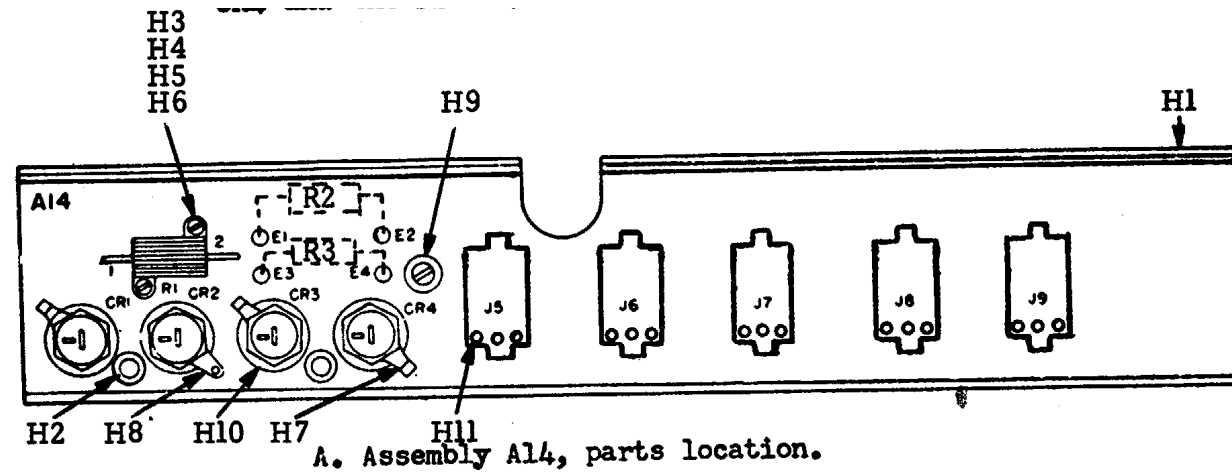 H3
H4
H5
H6
H9
H1
A14
R2
E1
E2
2
R3
1
E3
E4
R1
CR1
CR2
CR3
CR4
J5
J6
J7
J8
J9
H2
H8
H10
H7
H11
A. Assembly A14, parts location.